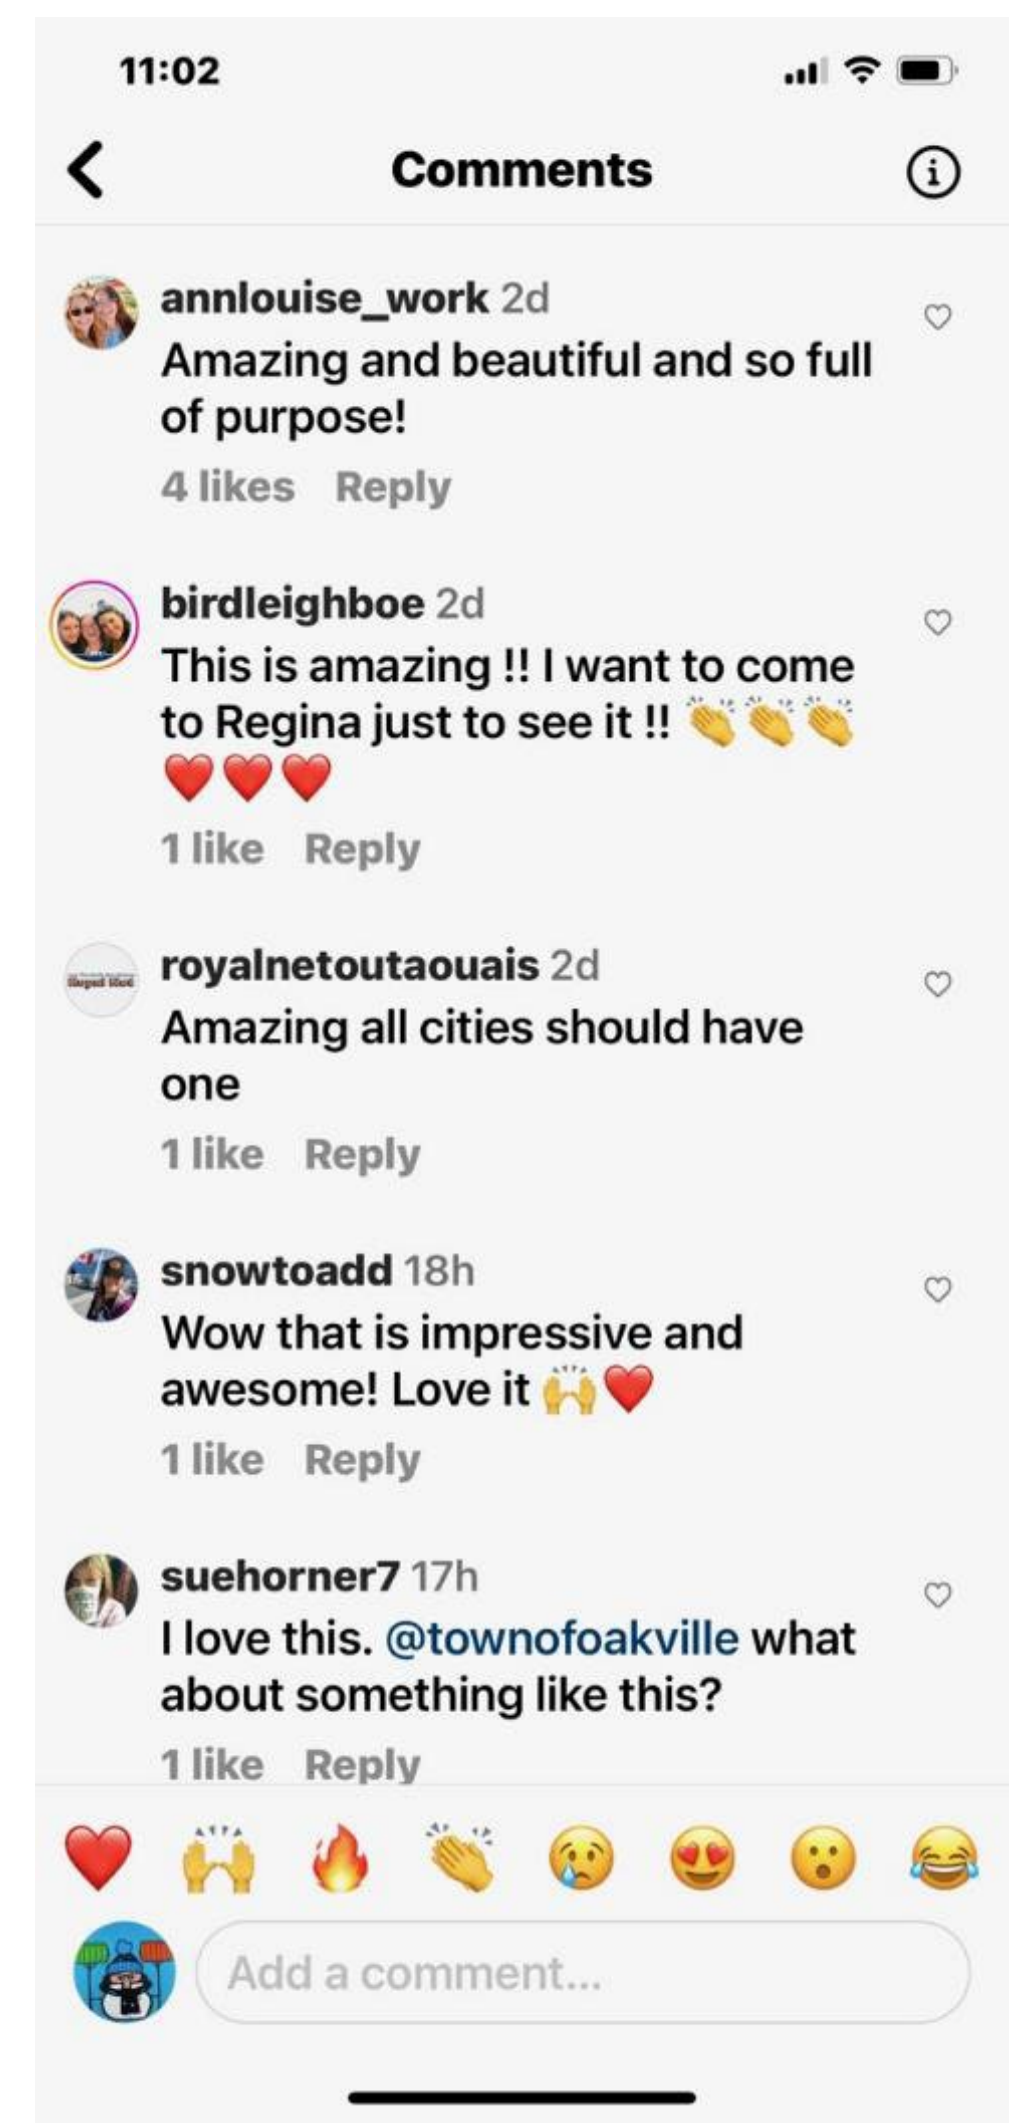 11:02
Comments
annlouise_work 2d
Amazing and beautiful and so full
of purpose!
4 likes Reply
birdleighboe 2d
This is amazing !! I want to come
to Regina just to see it !! 👏👏👏
❤️❤️❤️
1 like Reply
royalnetoutaouais 2d
Amazing all cities should have
one
1 like Reply
snowtoadd 18h
Wow that is impressive and
awesome! Love it 🙌❤️
1 like Reply
suehorner7 17h
I love this. @townofoakville what
about something like this?
1 like Reply
❤️ 🙌 🔥 👏 😢 😍 😮 😂
Add a comment...